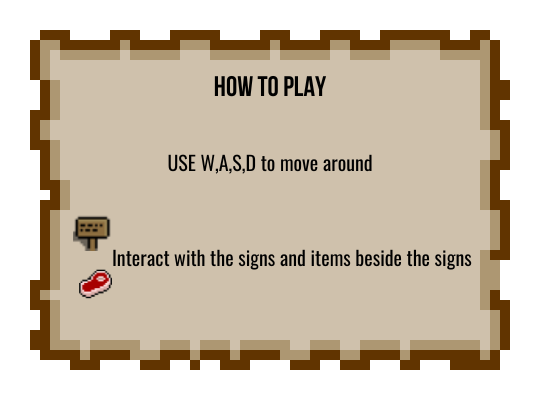 HOW TO PLAY
USE W,A,S,D to move around
Interact with the signs and items beside the signs